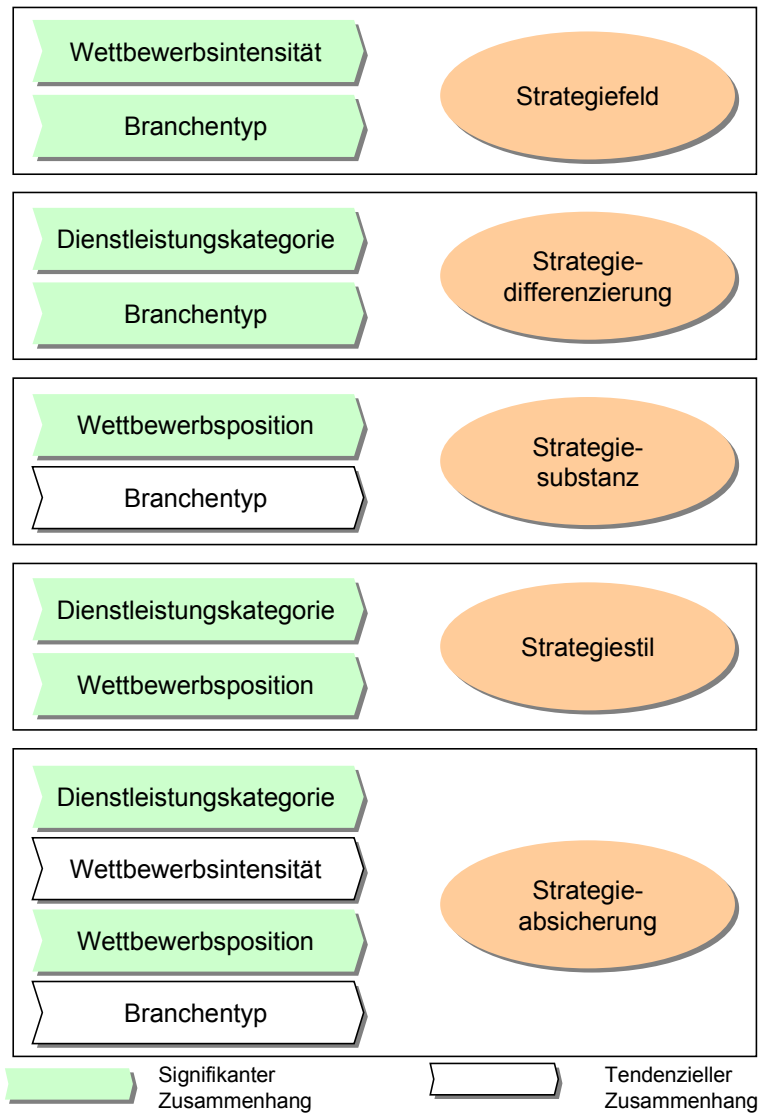 Wettbewerbsintensität
Branchentyp
Strategiefeld
Dienstleistungskategorie
Branchentyp
Strategie-
differenzierung
Wettbewerbsposition
Branchentyp
Strategie-
substanz
Dienstleistungskategorie
Wettbewerbsposition
Strategiestil
Dienstleistungskategorie
Wettbewerbsintensität
Wettbewerbsposition
Branchentyp
Strategie-
absicherung
Signifikanter
Zusammenhang
Tendenzieller
Zusammenhang